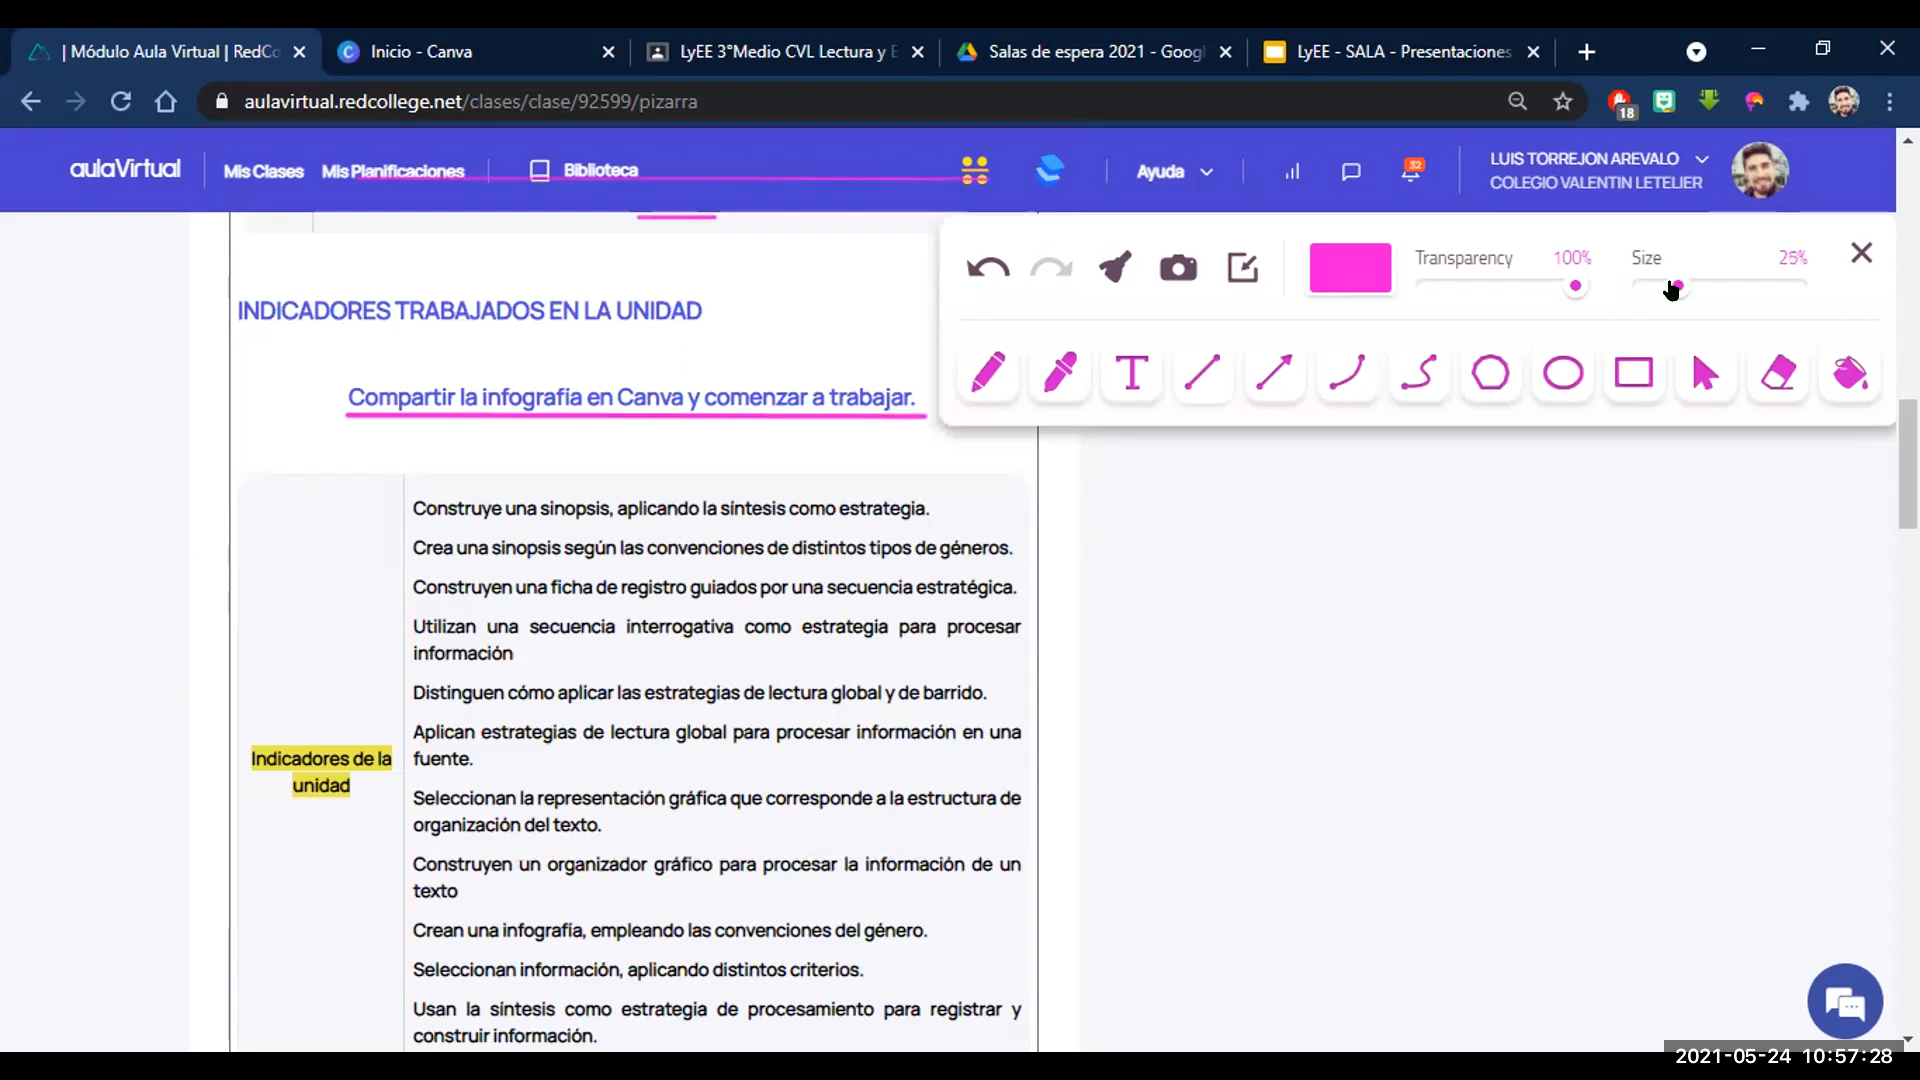 | Módulo Aula Virtual | RedCo
Inicio - Canva
LyEE 3°Medio CVL Lectura y E
Salas de espera 2021 - Googl
LyEE - SALA - Presentaciones
aulavirtual.redcollege.net/clases/clase/92599/pizarra
18
aulaVirtual
Mis Clases
Mis Planificaciones
Biblioteca
Ayuda
32
LUIS TORREJON AREVALO
COLEGIO VALENTIN LETELIER
Transparency 100%
Size 25%
INDICADORES TRABAJADOS EN LA UNIDAD
Compartir la infografía en Canva y comenzar a trabajar.
Indicadores de la
unidad
Construye una sinopsis, aplicando la síntesis como estrategia.
Crea una sinopsis según las convenciones de distintos tipos de géneros.
Construyen una ficha de registro guiados por una secuencia estratégica.
Utilizan una secuencia interrogativa como estrategia para procesar
información
Distinguen cómo aplicar las estrategias de lectura global y de barrido.
Aplican estrategias de lectura global para procesar información en una
fuente.
Seleccionan la representación gráfica que corresponde a la estructura de
organización del texto.
Construyen un organizador gráfico para procesar la información de un
texto
Crean una infografía, empleando las convenciones del género.
Seleccionan información, aplicando distintos criterios.
Usan la síntesis como estrategia de procesamiento para registrar y
construir información.
2021-05-24 10:57:28